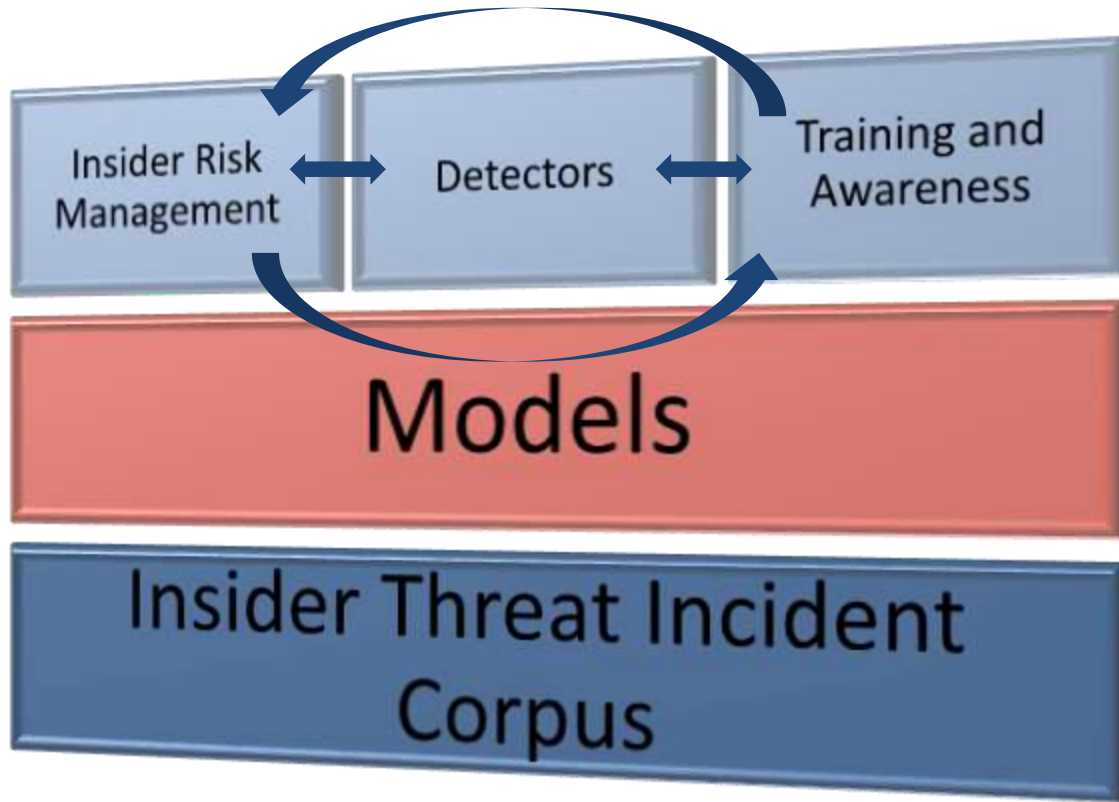 Insider Risk
Management
Detectors
Training and
Awareness
Models
Insider Threat Incident
Corpus